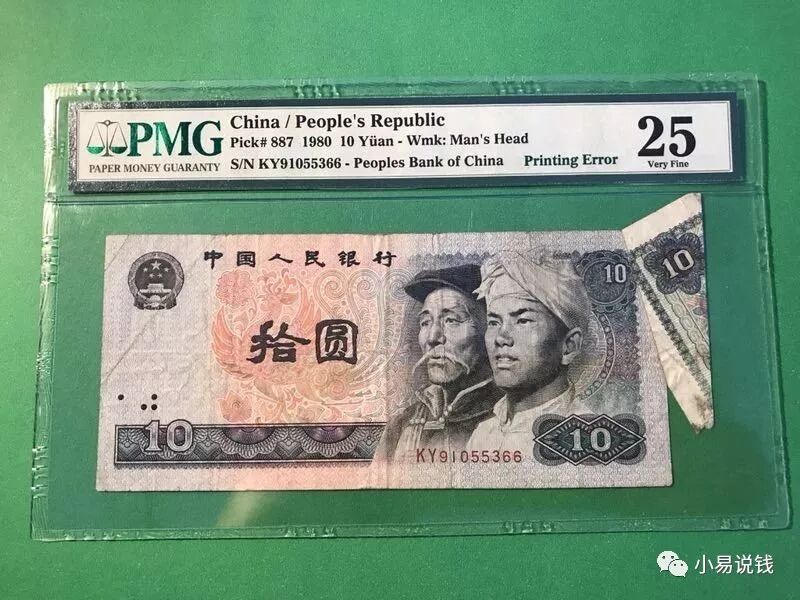 PMG
PAPER MONEY GUARANTY
China / People's Republic
Pick# 887 1980 10 Yüan - Wmk: Man's Head
S/N KY91055366 - Peoples Bank of China Printing Error
25
Very Fine
中国人民银行
10
10
拾圆
10
KY91055366
10
小易说钱